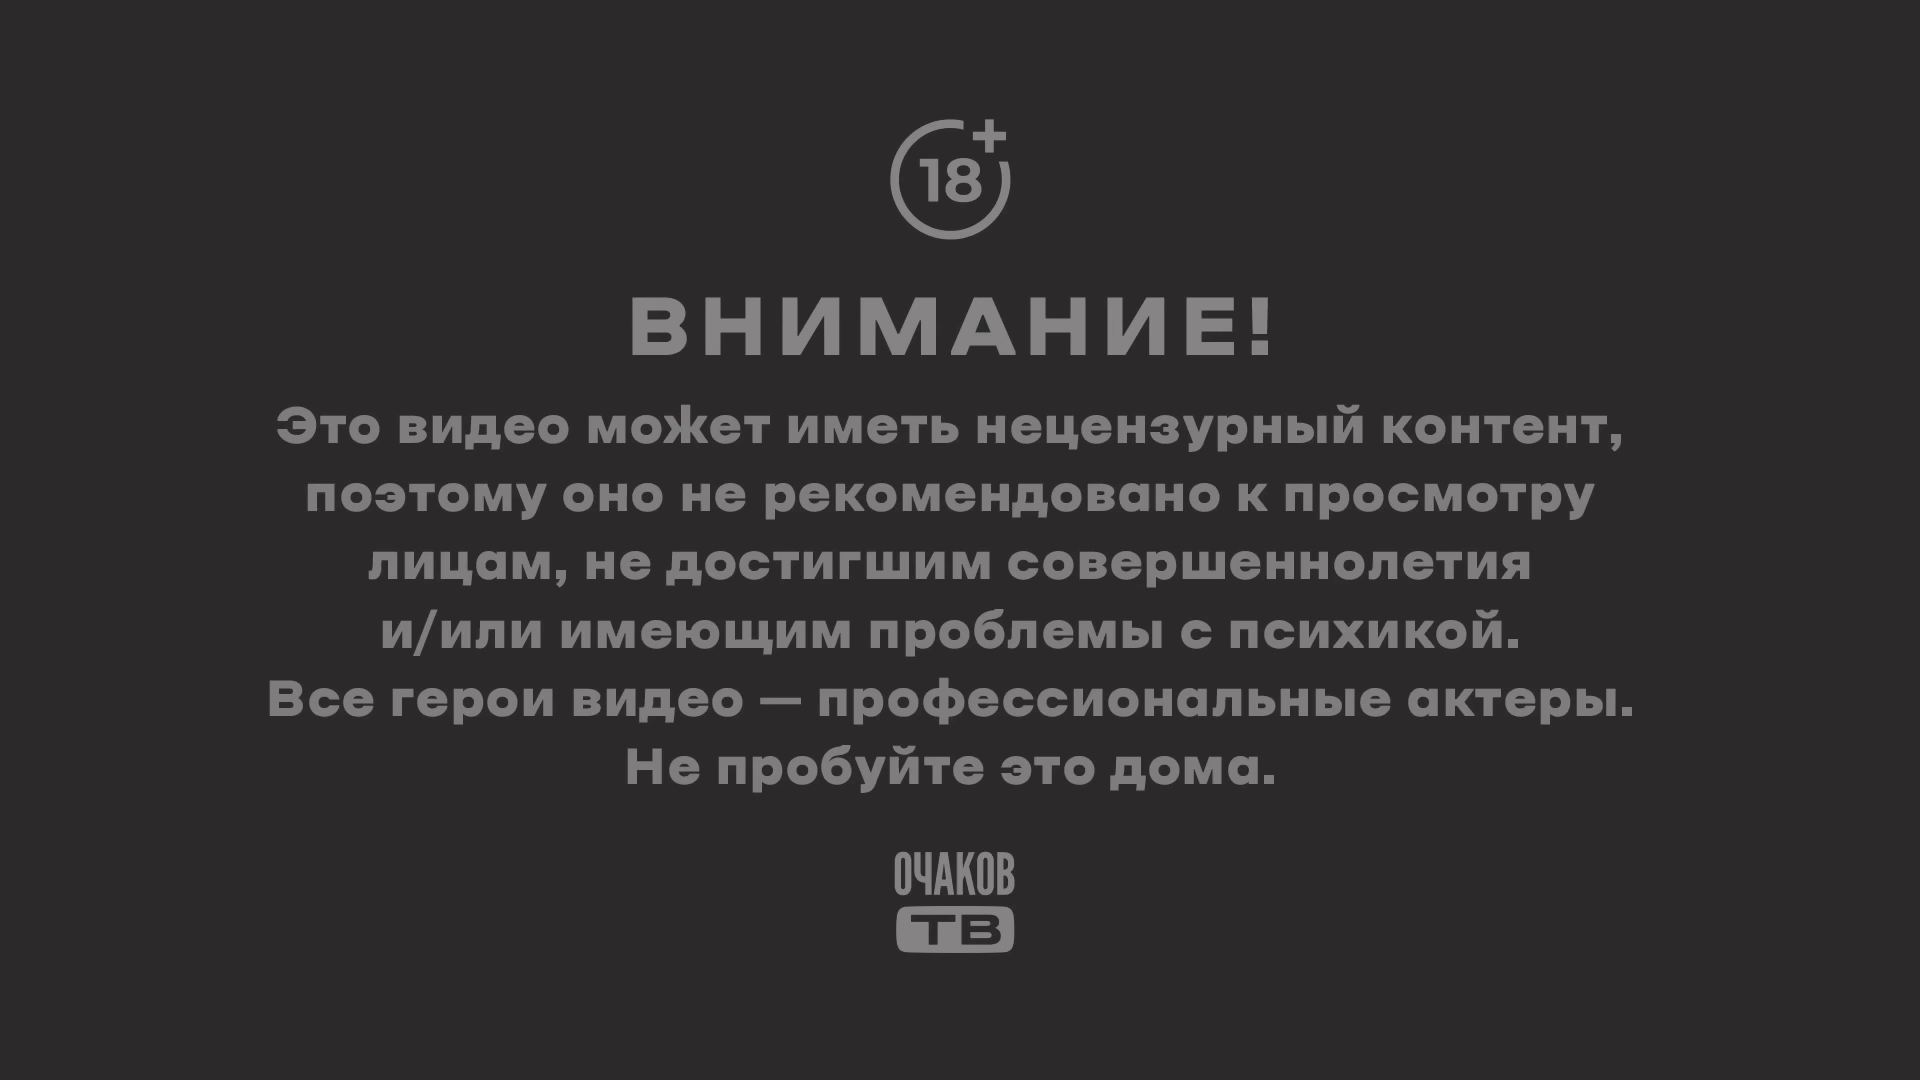 18+
ВНИМАНИЕ!
Это видео может иметь нецензурный контент,
поэтому оно не рекомендовано к просмотру
лицам, не достигшим совершеннолетия
и/или имеющим проблемы с психикой.
Все герои видео — профессиональные актеры.
Не пробуйте это дома.
ОЧАКОВ
ТВ